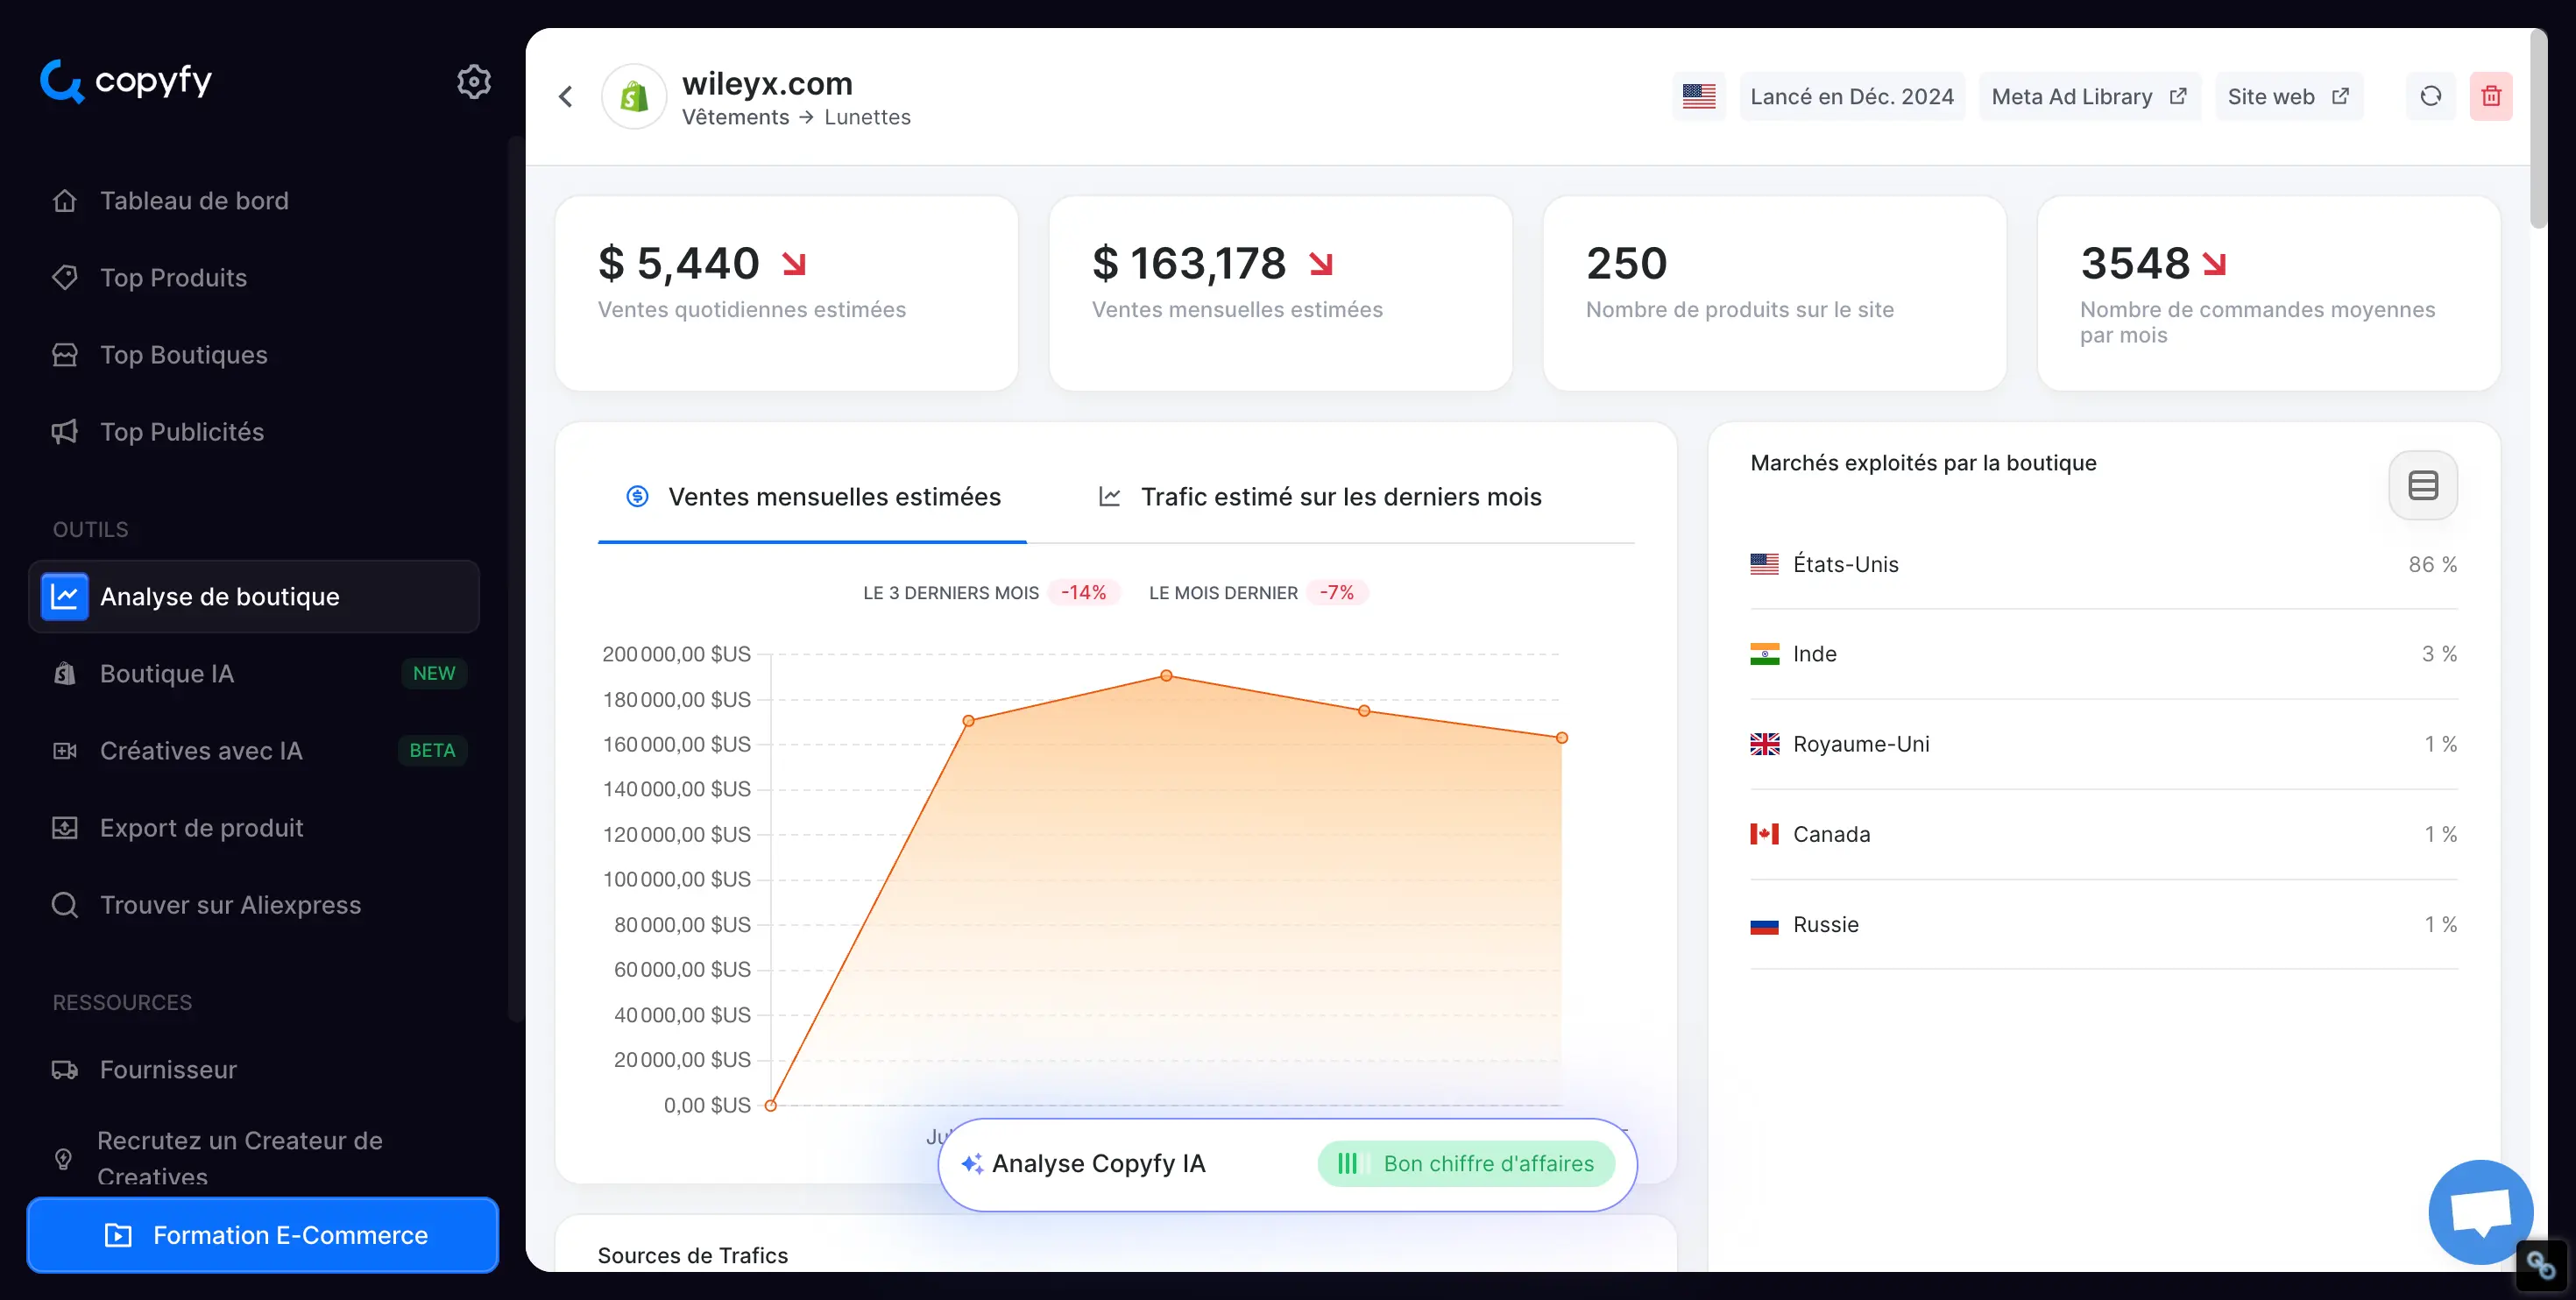 copyfy
Tableau de bord
Top Produits
Top Boutiques
Top Publicités
OUTILS
Analyse de boutique
Boutique IA
NEW
Créatives avec IA
BETA
Export de produit
Trouver sur Aliexpress
RESSOURCES
Fournisseur
Recrutez un Createur de
Creatives
Formation E-Commerce
wileyx.com
Vêtements → Lunettes
Lancé en Déc. 2024
Meta Ad Library
Site web
$ 5,440
Ventes quotidiennes estimées
$ 163,178
Ventes mensuelles estimées
250
Nombre de produits sur le site
3548
Nombre de commandes moyennes
par mois
Ventes mensuelles estimées
Trafic estimé sur les derniers mois
LE 3 DERNIERS MOIS -14% LE MOIS DERNIER -7%
200 000,00 $US
180 000,00 $US
160 000,00 $US
140 000,00 $US
120 000,00 $US
100 000,00 $US
80 000,00 $US
60 000,00 $US
40 000,00 $US
20 000,00 $US
0,00 $US
Analyse Copyfy IA
Bon chiffre d'affaires
Sources de Trafics
Marchés exploités par la boutique
États-Unis 86 %
Inde 3 %
Royaume-Uni 1 %
Canada 1 %
Russie 1 %